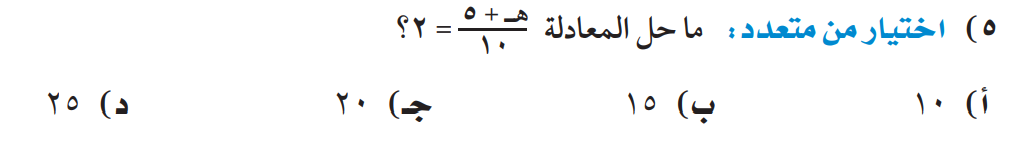 ٥) اختيار من متعدد: ما حل المعادلة (هـ + ٥)/١٠ = ٢؟
أ) ١٠ ب) ١٥ جـ) ٢٠ د) ٢٥